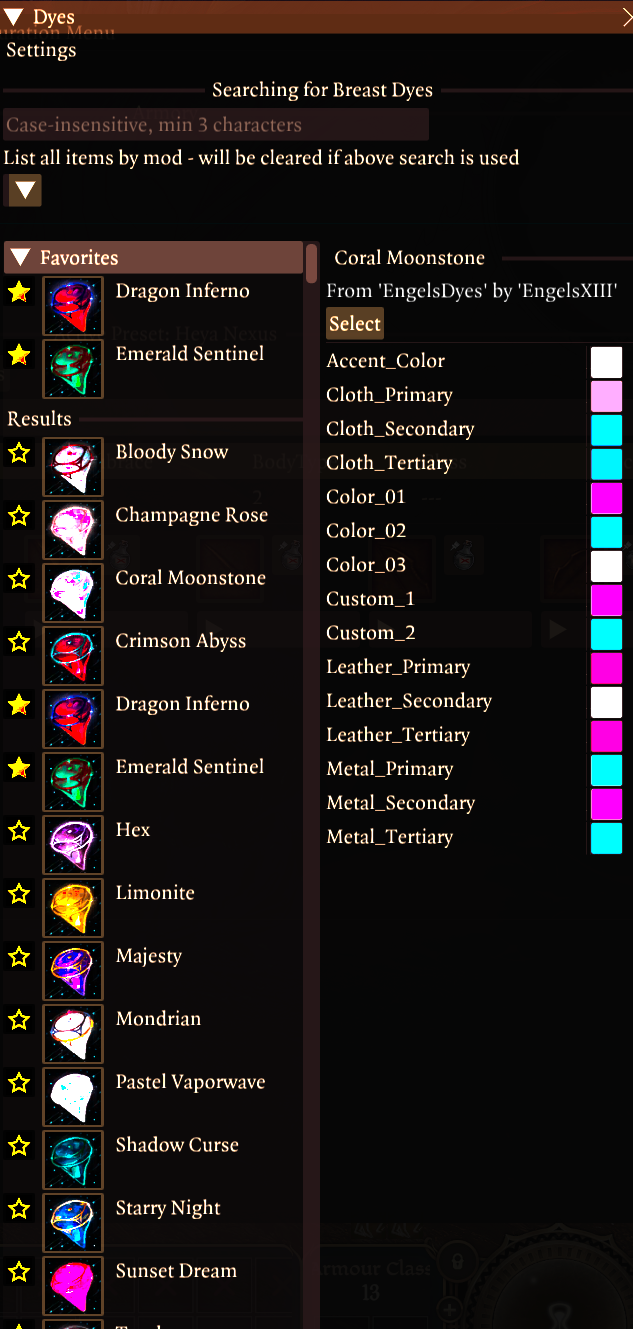 Dyes
Settings
Searching for Breast Dyes
Case-insensitive, min 3 characters
List all items by mod - will be cleared if above search is used
Favorites
Dragon Inferno
Emerald Sentinel
Results
Bloody Snow
Champagne Rose
Coral Moonstone
Crimson Abyss
Dragon Inferno
Emerald Sentinel
Hex
Limonite
Majesty
Mondrian
Pastel Vaporwave
Shadow Curse
Starry Night
Sunset Dream
Coral Moonstone
From 'EngelsDyes' by 'EngelsXIII'
Select
Accent_Color
Cloth_Primary
Cloth_Secondary
Cloth_Tertiary
Color_01
Color_02
Color_03
Custom_1
Custom_2
Leather_Primary
Leather_Secondary
Leather_Tertiary
Metal_Primary
Metal_Secondary
Metal_Tertiary
Armour Class
13